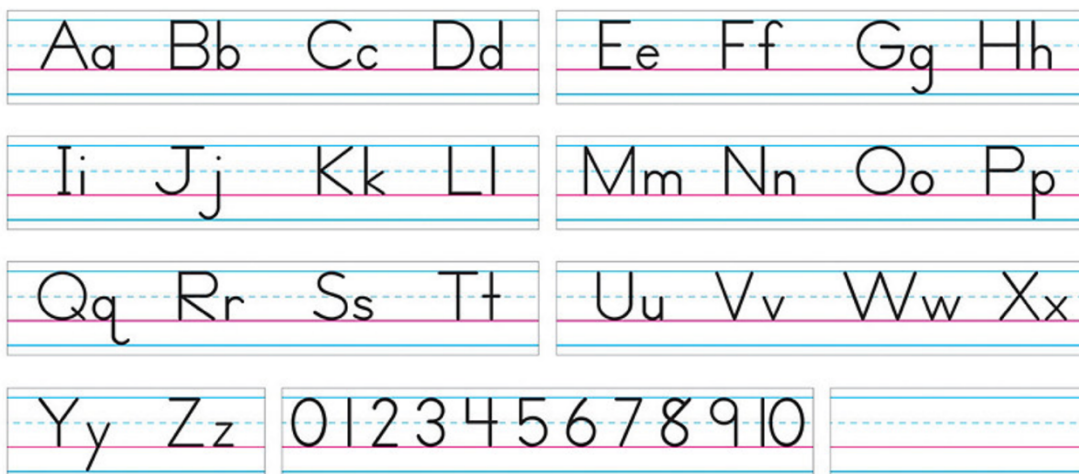 Aa Bb Cc Dd Ee Ff Gg Hh
Ii Jj Kk Ll Mm Nn Oo Pp
Qq Rr Ss Tt Uu Vv Ww Xx
Yy Zz 0 1 2 3 4 5 6 7 8 9 10